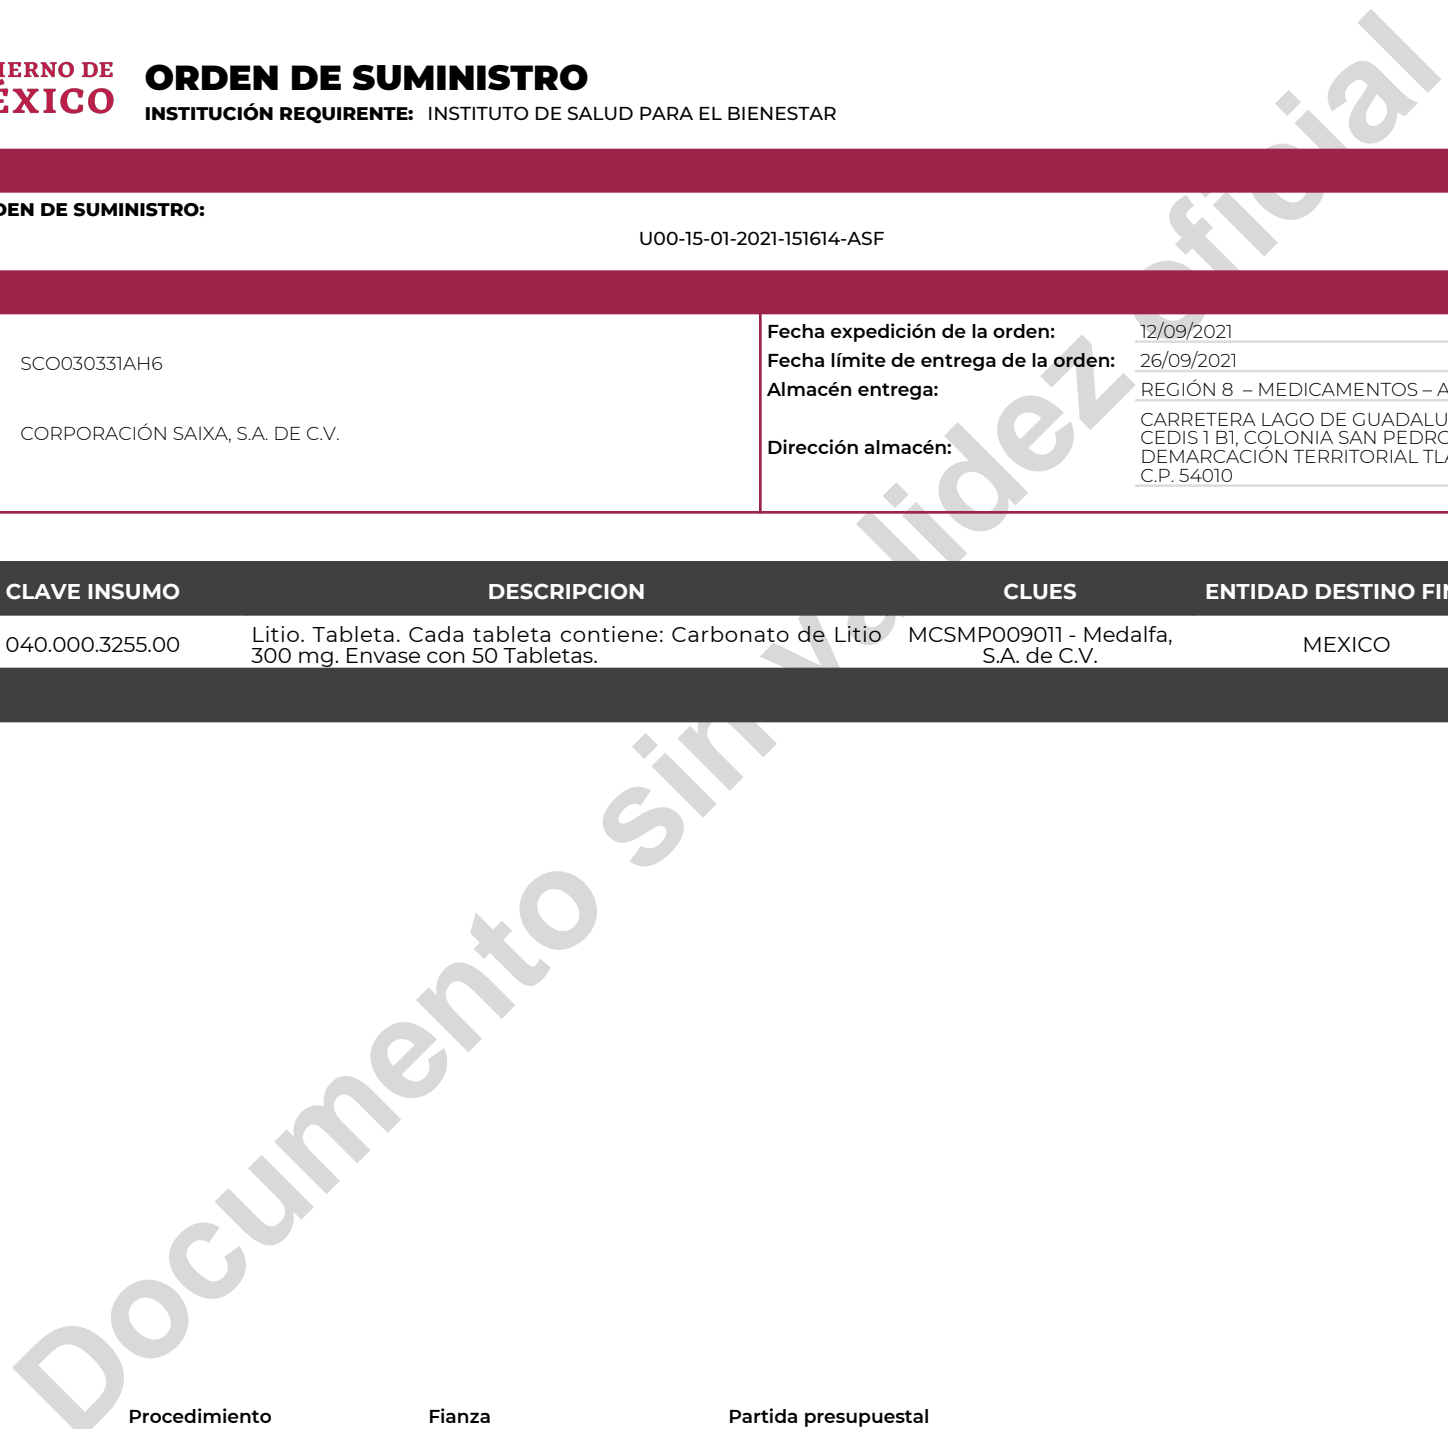 IERNO DE
ÉXICO
ORDEN DE SUMINISTRO
INSTITUCIÓN REQUIRENTE: INSTITUTO DE SALUD PARA EL BIENESTAR
DEN DE SUMINISTRO:
U00-15-01-2021-151614-ASF
SCO030331AH6
CORPORACIÓN SAIXA, S.A. DE C.V.
Fecha expedición de la orden: 12/09/2021
Fecha límite de entrega de la orden: 26/09/2021
Almacén entrega: REGIÓN 8 – MEDICAMENTOS – A
Dirección almacén: CARRETERA LAGO DE GUADALU
CEDIS 1 B1, COLONIA SAN PEDRO
DEMARCACIÓN TERRITORIAL TLA
C.P. 54010
CLAVE INSUMO DESCRIPCION CLUES ENTIDAD DESTINO FIN
040.000.3255.00 Litio. Tableta. Cada tableta contiene: Carbonato de Litio MCSMP009011 - Medalfa, MEXICO
300 mg. Envase con 50 Tabletas. S.A. de C.V.
Documento sin validez oficial
Procedimiento Fianza Partida presupuestal